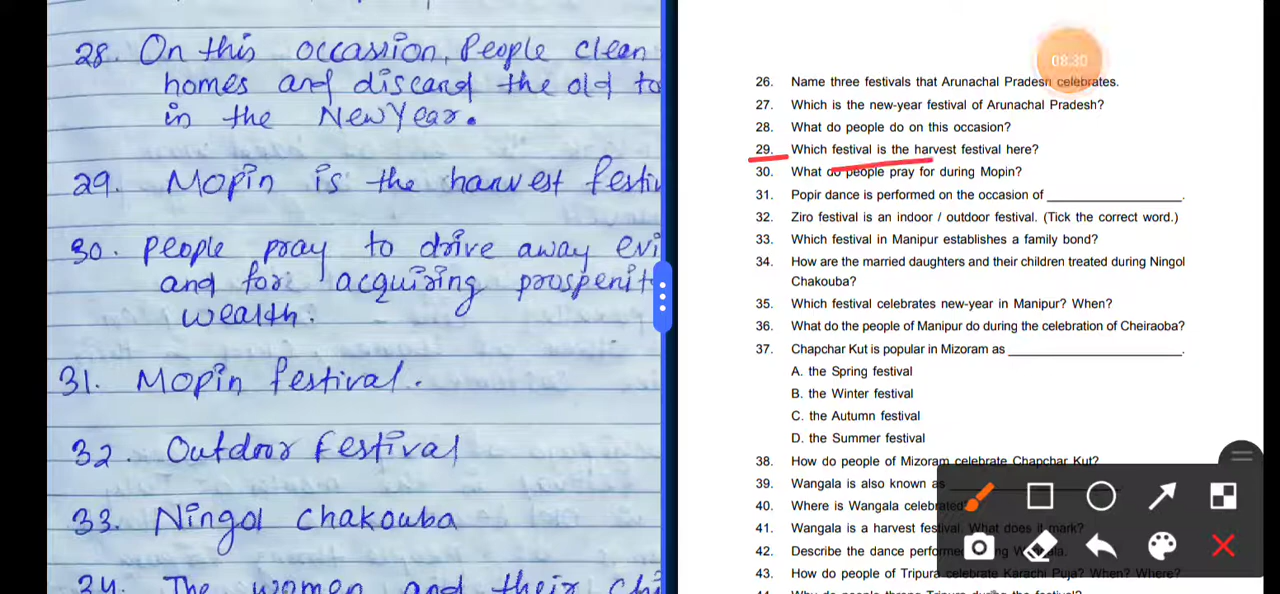 28. On this occassion, People clean
homes and discard the old to
in the New Year.
29. Mopin is the harvest festiv
30. People pray to drive away evi
and for acquiring prosperit
wealth.
31. Mopin festival.
32. Outdoor Festival
33. Ningol Chakouba
34. The women and their chi
08:30
26. Name three festivals that Arunachal Pradesh celebrates.
27. Which is the new-year festival of Arunachal Pradesh?
28. What do people do on this occasion?
29. Which festival is the harvest festival here?
30. What do people pray for during Mopin?
31. Popir dance is performed on the occasion of ____________.
32. Ziro festival is an indoor / outdoor festival. (Tick the correct word.)
33. Which festival in Manipur establishes a family bond?
34. How are the married daughters and their children treated during Ningol
Chakouba?
35. Which festival celebrates new-year in Manipur? When?
36. What do the people of Manipur do during the celebration of Cheiraoba?
37. Chapchar Kut is popular in Mizoram as ____________.
A. the Spring festival
B. the Winter festival
C. the Autumn festival
D. the Summer festival
38. How do people of Mizoram celebrate Chapchar Kut?
39. Wangala is also known as
40. Where is Wangala celebrated?
41. Wangala is a harvest festival. What does it mark?
42. Describe the dance performed
43. How do people of Tripura celebrate Karachi Puja? When? Where?